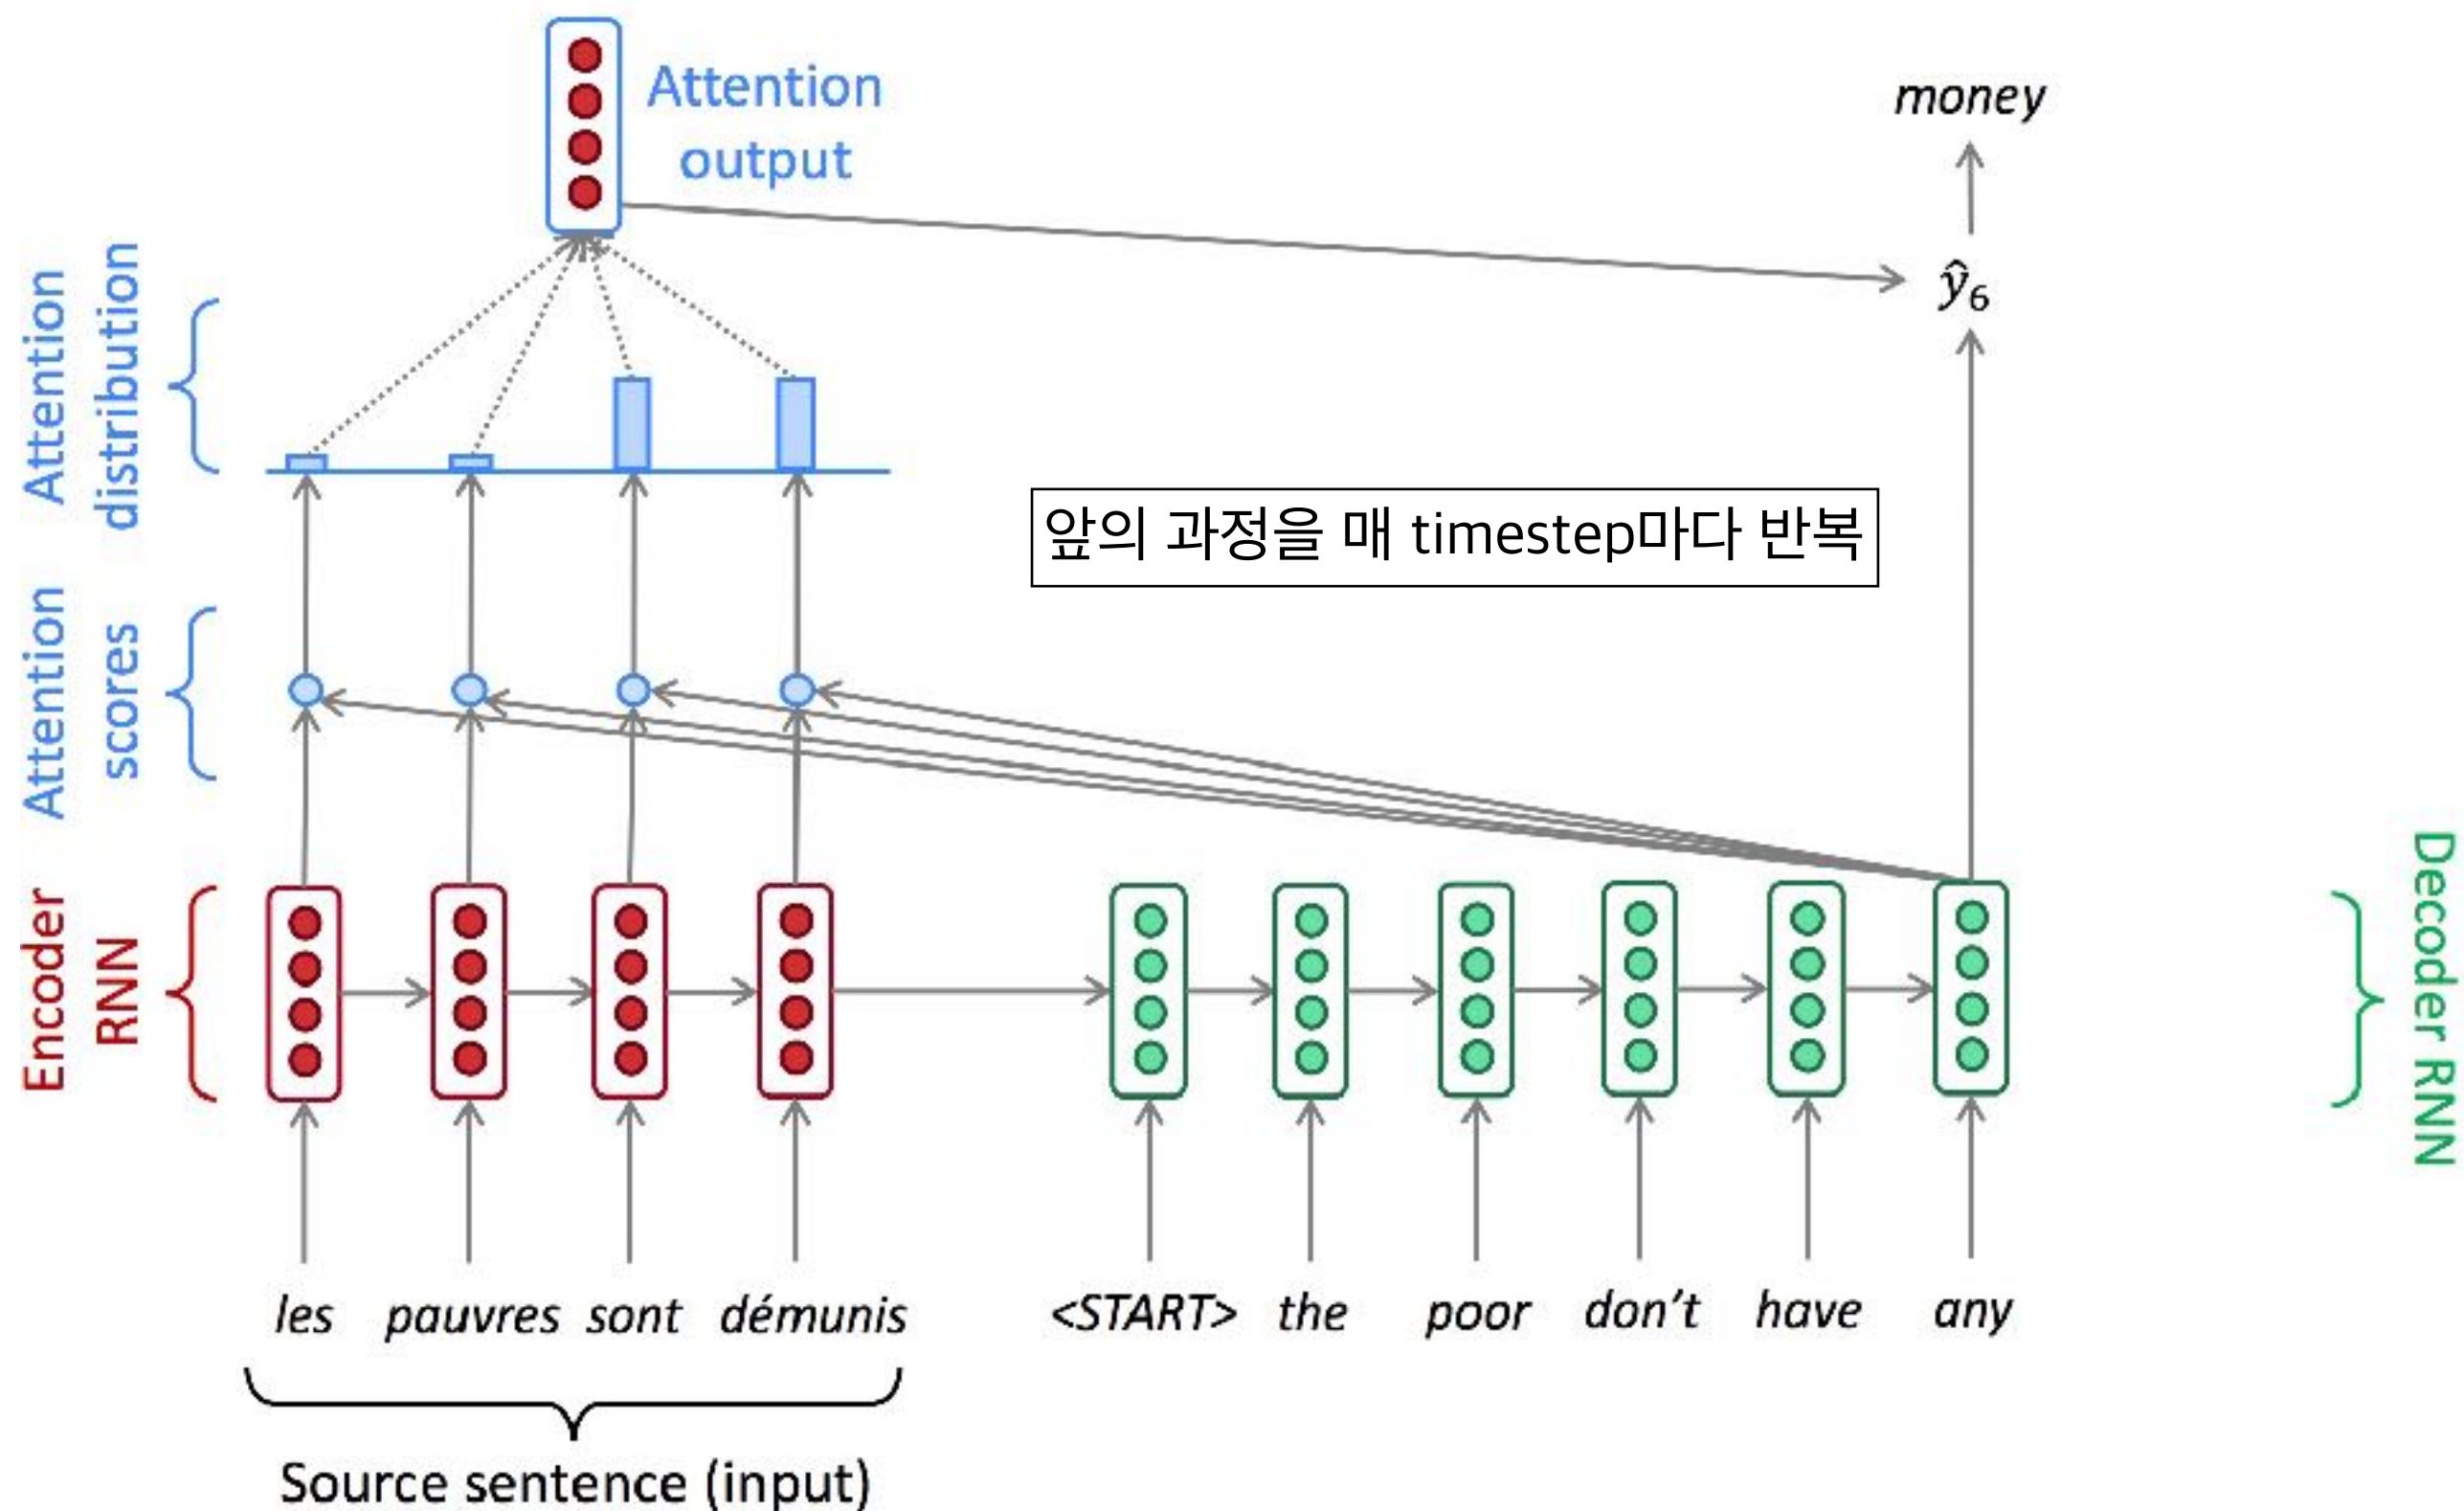 Attention
output
money
ŷ₆
Attention
distribution
앞의 과정을 매 timestep마다 반복
Attention
scores
Encoder
RNN
Decoder RNN
les pauvres sont démunis <START> the poor don't have any
Source sentence (input)